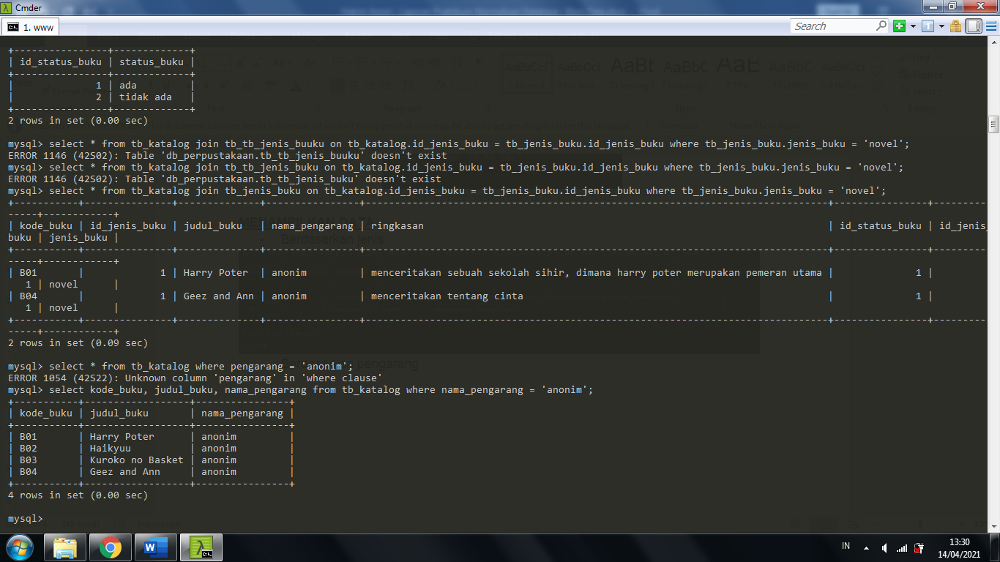 Cmder
1. www
Search
+----------------+-------------+
| id_status_buku | status_buku |
+----------------+-------------+
|              1 | ada         |
|              2 | tidak ada   |
+----------------+-------------+
2 rows in set (0.00 sec)
mysql> select * from tb_katalog join tb_tb_jenis_buuku on tb_katalog.id_jenis_buku = tb_jenis_buku.id_jenis_buku where tb_jenis_buku.jenis_buku = 'novel';
ERROR 1146 (42S02): Table 'db_perpustakaan.tb_tb_jenis_buuku' doesn't exist
mysql> select * from tb_katalog join tb_tb_jenis_buku on tb_katalog.id_jenis_buku = tb_jenis_buku.id_jenis_buku where tb_jenis_buku.jenis_buku = 'novel';
ERROR 1146 (42S02): Table 'db_perpustakaan.tb_tb_jenis_buku' doesn't exist
mysql> select * from tb_katalog join tb_jenis_buku on tb_katalog.id_jenis_buku = tb_jenis_buku.id_jenis_buku where tb_jenis_buku.jenis_buku = 'novel';
+-----------+---------------+--------------+----------------+-------------------------------------------------------------------------------+----------------+----------
-----+------------+
| kode_buku | id_jenis_buku | judul_buku   | nama_pengarang | ringkasan                                                                     | id_status_buku | id_jenis_
buku | jenis_buku |
+-----------+---------------+--------------+----------------+-------------------------------------------------------------------------------+----------------+----------
-----+------------+
| B01       |             1 | Harry Poter  | anonim         | menceritakan sebuah sekolah sihir, dimana harry poter merupakan pemeran utama |              1 |
   1 | novel      |
| B04       |             1 | Geez and Ann | anonim         | menceritakan tentang cinta                                                    |              1 |
   1 | novel      |
+-----------+---------------+--------------+----------------+-------------------------------------------------------------------------------+----------------+----------
-----+------------+
2 rows in set (0.09 sec)
mysql> select * from tb_katalog where pengarang = 'anonim';
ERROR 1054 (42S22): Unknown column 'pengarang' in 'where clause'
mysql> select kode_buku, judul_buku, nama_pengarang from tb_katalog where nama_pengarang = 'anonim';
+-----------+------------------+----------------+
| kode_buku | judul_buku       | nama_pengarang |
+-----------+------------------+----------------+
| B01       | Harry Poter      | anonim         |
| B02       | Haikyuu          | anonim         |
| B03       | Kuroko no Basket | anonim         |
| B04       | Geez and Ann     | anonim         |
+-----------+------------------+----------------+
4 rows in set (0.00 sec)
mysql>
IN
13:30
14/04/2021